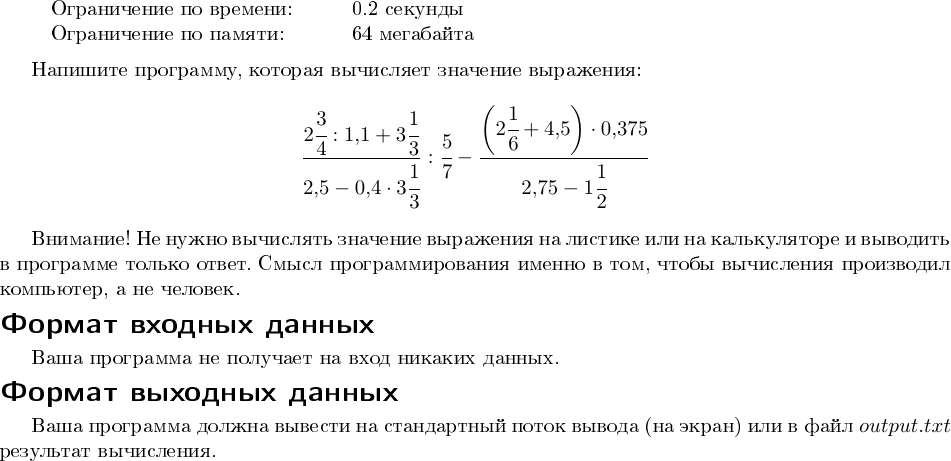 Ограничение по времени: 0.2 секунды
Ограничение по памяти: 64 мегабайта
Напишите программу, которая вычисляет значение выражения:
\frac{2\frac{3}{4} : 1,1 + 3\frac{1}{3}}{2,5 - 0,4 \cdot 3\frac{1}{3}} : \frac{5}{7} - \frac{\left(2\frac{1}{6} + 4,5\right) \cdot 0,375}{2,75 - 1\frac{1}{2}}
Внимание! Не нужно вычислять значение выражения на листике или на калькуляторе и выводить
в программе только ответ. Смысл программирования именно в том, чтобы вычисления производил
компьютер, а не человек.
Формат входных данных
Ваша программа не получает на вход никаких данных.
Формат выходных данных
Ваша программа должна вывести на стандартный поток вывода (на экран) или в файл output.txt
результат вычисления.